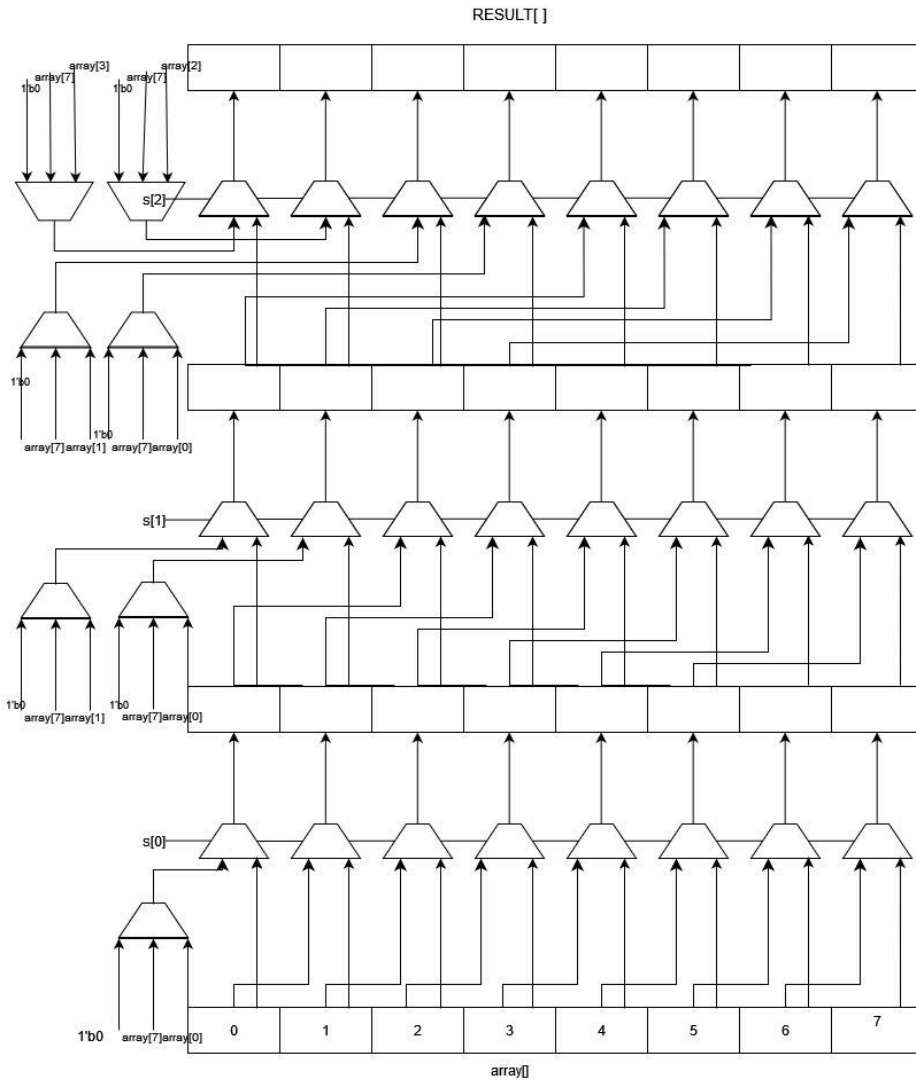 RESULT[ ]
array[3]
array[2]
array[7]
array[7]
1'b0
1'b0
s[2]
1'b0
1'b0
array[7]array[1]
array[7]array[0]
s[1]
1'b0
1'b0
array[7]array[1]
array[7]array[0]
s[0]
1'b0
array[7]array[0]
0 1 2 3 4 5 6 7
array[]